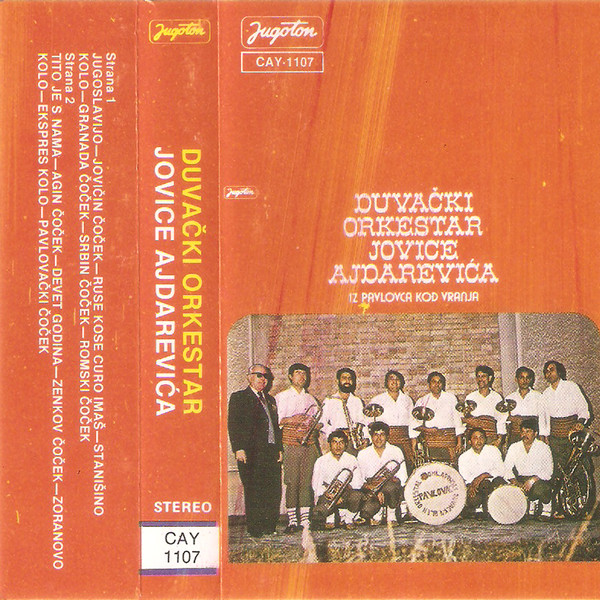 Strana 1
JUGOSLAVIJO—JOVIČIN ČOČEK—RUSE KOSE CURO IMAŠ—STANIŠINO
KOLO—GRANADA ČOČEK—SRBIN ČOČEK—ROMSKI ČOČEK
Strana 2
TITO JE S NAMA—AGIN ČOČEK—DEVET GODINA—ZENKOV ČOČEK—ZORANOVO
KOLO—EKSPRES KOLO—PAVLOVAČKI ČOČEK
Jugoton
DUVAČKI ORKESTAR
JOVICE AJDAREVIĆA
STEREO
CAY
1107
Jugoton
CAY-1107
Jugoton
DUVAČKI
ORKESTAR
JOVICE
AJDAREVIĆA
IZ PAVLOVCA KOD VRANJA
PAVLOVAC